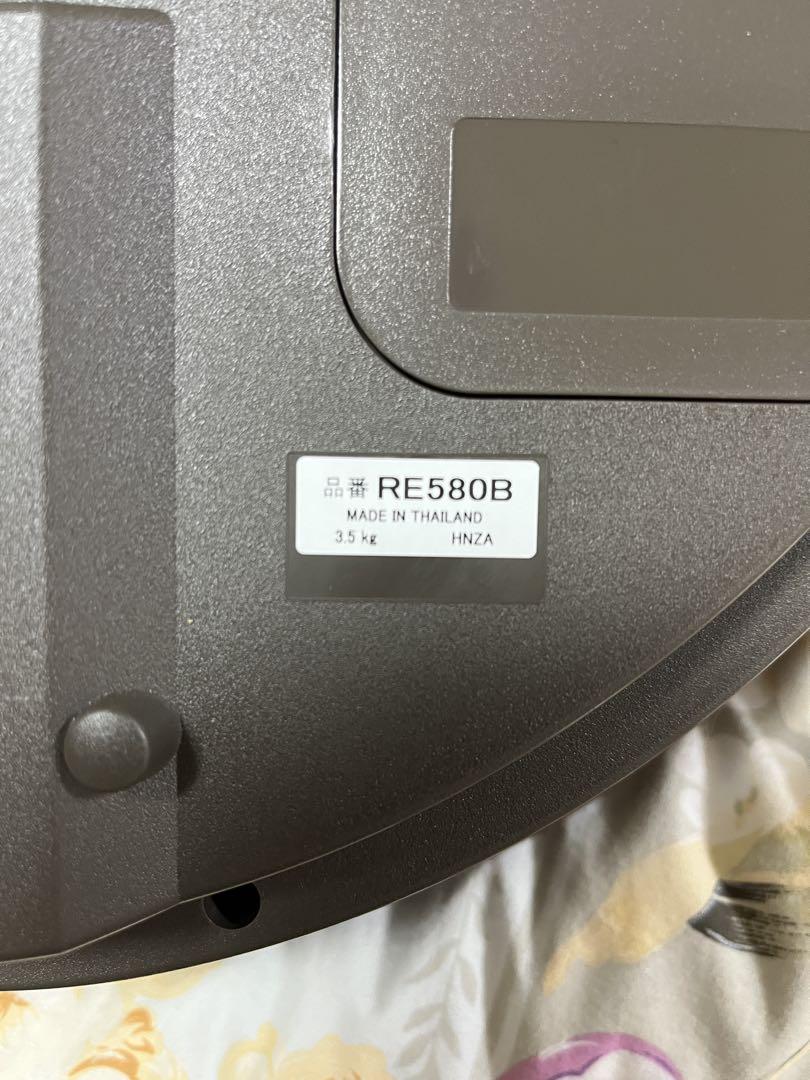 品番 RE580B
MADE IN THAILAND
3.5 kg HNZA